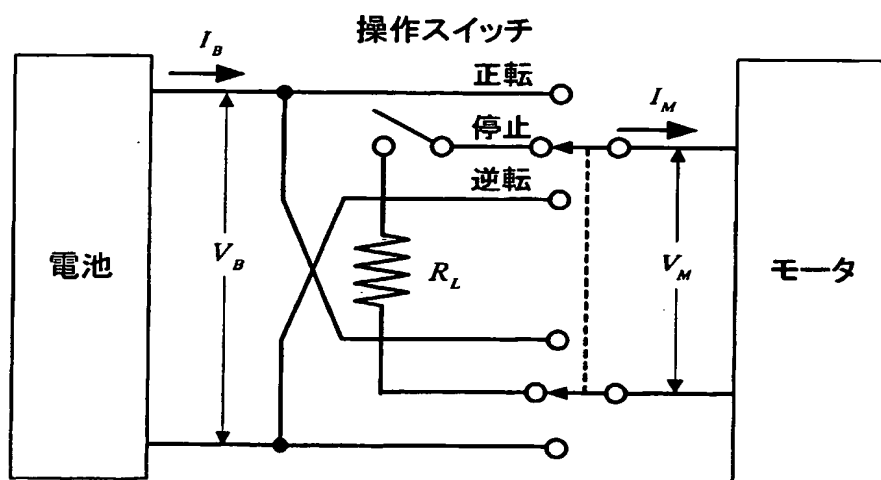 操作スイッチ
I_B
正転
I_M
停止
逆転
電池
V_B
R_L
V_M
モータ